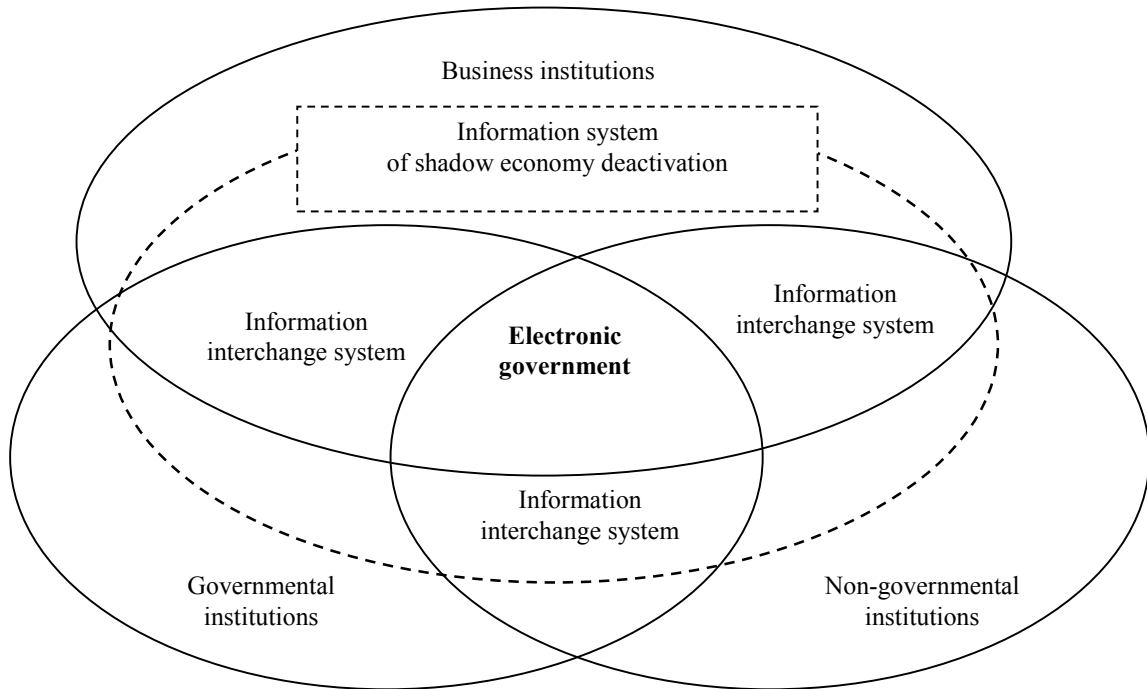 Business institutions
Information system
of shadow economy deactivation
Information
interchange system
Electronic
government
Information
interchange system
Information
interchange system
Governmental
institutions
Non-governmental
institutions